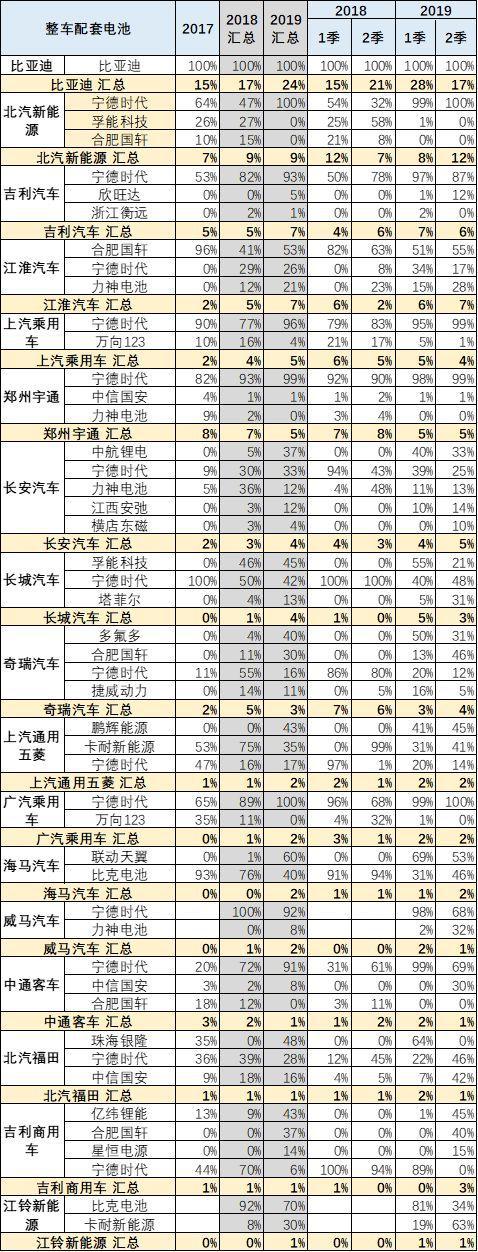 整车配套电池 2017 2018汇总 2019汇总 2018 2019
1季 2季 1季 2季
比亚迪 比亚迪 100% 100% 100% 100% 100% 100% 100%
比亚迪 汇总 15% 17% 24% 15% 21% 28% 17%
北汽新能源 宁德时代 64% 47% 100% 54% 32% 99% 100%
孚能科技 26% 27% 0% 25% 58% 1% 0%
合肥国轩 10% 15% 0% 21% 8% 0% 0%
北汽新能源 汇总 7% 9% 9% 12% 7% 8% 12%
吉利汽车 宁德时代 53% 82% 93% 50% 78% 97% 87%
欣旺达 0% 0% 5% 0% 0% 1% 12%
浙江衡远 0% 2% 1% 0% 0% 2% 0%
吉利汽车 汇总 5% 5% 7% 4% 6% 7% 6%
江淮汽车 合肥国轩 96% 41% 53% 82% 63% 51% 55%
宁德时代 0% 29% 26% 0% 8% 34% 17%
力神电池 0% 12% 21% 0% 23% 15% 28%
江淮汽车 汇总 2% 5% 7% 6% 2% 6% 7%
上汽乘用车 宁德时代 90% 77% 96% 79% 83% 95% 99%
万向123 10% 16% 4% 21% 17% 5% 1%
上汽乘用车 汇总 2% 4% 5% 6% 5% 5% 4%
郑州宇通 宁德时代 82% 93% 99% 92% 90% 98% 99%
中信国安 4% 1% 1% 1% 2% 1% 1%
力神电池 9% 2% 0% 3% 4% 0% 0%
郑州宇通 汇总 8% 7% 5% 7% 8% 5% 5%
长安汽车 中航锂电 0% 5% 37% 0% 0% 40% 33%
宁德时代 9% 30% 33% 94% 43% 39% 25%
力神电池 5% 36% 12% 4% 48% 11% 13%
江西安驰 0% 3% 12% 0% 0% 10% 14%
横店东磁 0% 3% 4% 0% 0% 0% 10%
长安汽车 汇总 2% 3% 4% 4% 3% 4% 5%
长城汽车 孚能科技 0% 46% 45% 0% 0% 55% 21%
宁德时代 100% 50% 42% 100% 100% 40% 48%
塔菲尔 0% 4% 13% 0% 0% 5% 31%
长城汽车 汇总 0% 1% 4% 1% 0% 5% 3%
奇瑞汽车 多氟多 0% 4% 40% 0% 0% 50% 31%
合肥国轩 0% 11% 30% 0% 0% 13% 46%
宁德时代 11% 55% 16% 86% 80% 20% 12%
捷威动力 0% 14% 11% 0% 5% 16% 5%
奇瑞汽车 汇总 2% 5% 3% 7% 6% 3% 4%
上汽通用五菱 鹏辉能源 0% 0% 43% 0% 0% 41% 45%
卡耐新能源 53% 75% 35% 0% 99% 31% 41%
宁德时代 47% 16% 17% 97% 1% 20% 14%
上汽通用五菱 汇总 1% 1% 2% 2% 1% 2% 2%
广汽乘用车 宁德时代 65% 89% 100% 96% 68% 99% 100%
万向123 35% 11% 0% 4% 32% 1% 0%
广汽乘用车 汇总 0% 1% 2% 3% 1% 2% 2%
海马汽车 联动天翼 0% 1% 60% 0% 0% 69% 53%
比克电池 93% 76% 40% 91% 94% 31% 46%
海马汽车 汇总 0% 0% 2% 1% 1% 1% 2%
威马汽车 宁德时代 100% 92% 98% 68%
力神电池 0% 8% 2% 32%
威马汽车 汇总 0% 1% 2% 0% 0% 2% 1%
中通客车 宁德时代 20% 72% 91% 31% 61% 99% 69%
中信国安 3% 2% 8% 0% 0% 0% 30%
合肥国轩 18% 12% 0% 3% 11% 0% 0%
中通客车 汇总 3% 2% 1% 1% 2% 2% 1%
北汽福田 珠海银隆 35% 0% 48% 0% 0% 64% 0%
宁德时代 36% 39% 28% 12% 45% 22% 46%
中信国安 9% 18% 16% 4% 5% 7% 42%
北汽福田 汇总 1% 1% 1% 1% 1% 2% 1%
吉利商用车 亿纬锂能 13% 9% 43% 0% 0% 1% 45%
合肥国轩 0% 0% 37% 0% 0% 0% 40%
星恒电源 0% 0% 14% 0% 0% 0% 15%
宁德时代 44% 70% 6% 100% 94% 89% 0%
吉利商用车 汇总 1% 1% 1% 1% 0% 0% 3%
江铃新能源 比克电池 92% 70% 81% 34%
卡耐新能源 8% 30% 19% 63%
江铃新能源 汇总 0% 0% 1% 0% 0% 1% 1%